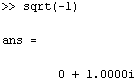 >> sqrt(-1)
ans =
0 + 1.0000i